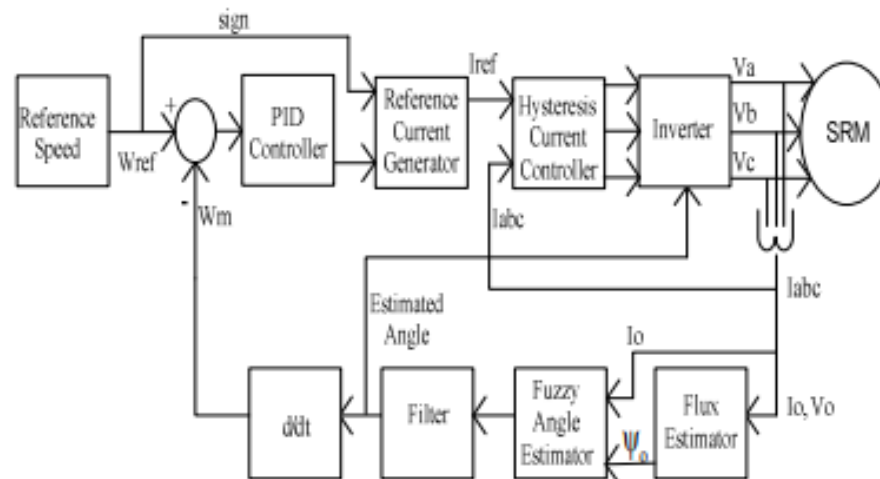 sign
Reference
Speed
+
Wref
-
Wm
PID
Controller
Reference
Current
Generator
Iref
Hysteresis
Current
Controller
Iabc
Inverter
Va
Vb
Vc
SRM
Iabc
Io, Vo
Flux
Estimator
Io
Ψo
Fuzzy
Angle
Estimator
Filter
Estimated
Angle
d/dt